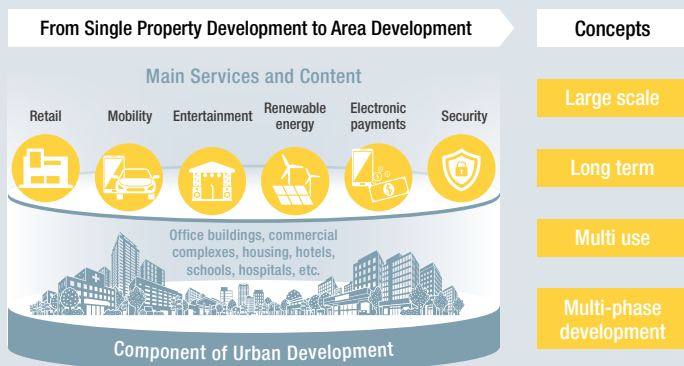 From Single Property Development to Area Development
Concepts
Main Services and Content
Retail
Mobility
Entertainment
Renewable
energy
Electronic
payments
Security
Office buildings, commercial
complexes, housing, hotels,
schools, hospitals, etc.
Component of Urban Development
Large scale
Long term
Multi use
Multi-phase
development